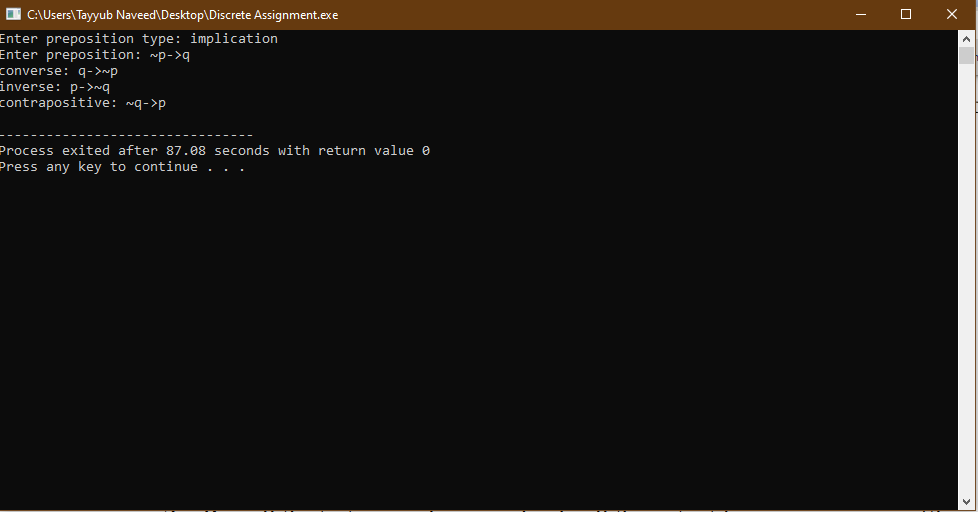 C:\Users\Tayyub Naveed\Desktop\Discrete Assignment.exe
Enter preposition type: implication
Enter preposition: ~p->q
converse: q->~p
inverse: p->~q
contrapositive: ~q->p
--------------------------------
Process exited after 87.08 seconds with return value 0
Press any key to continue . . .